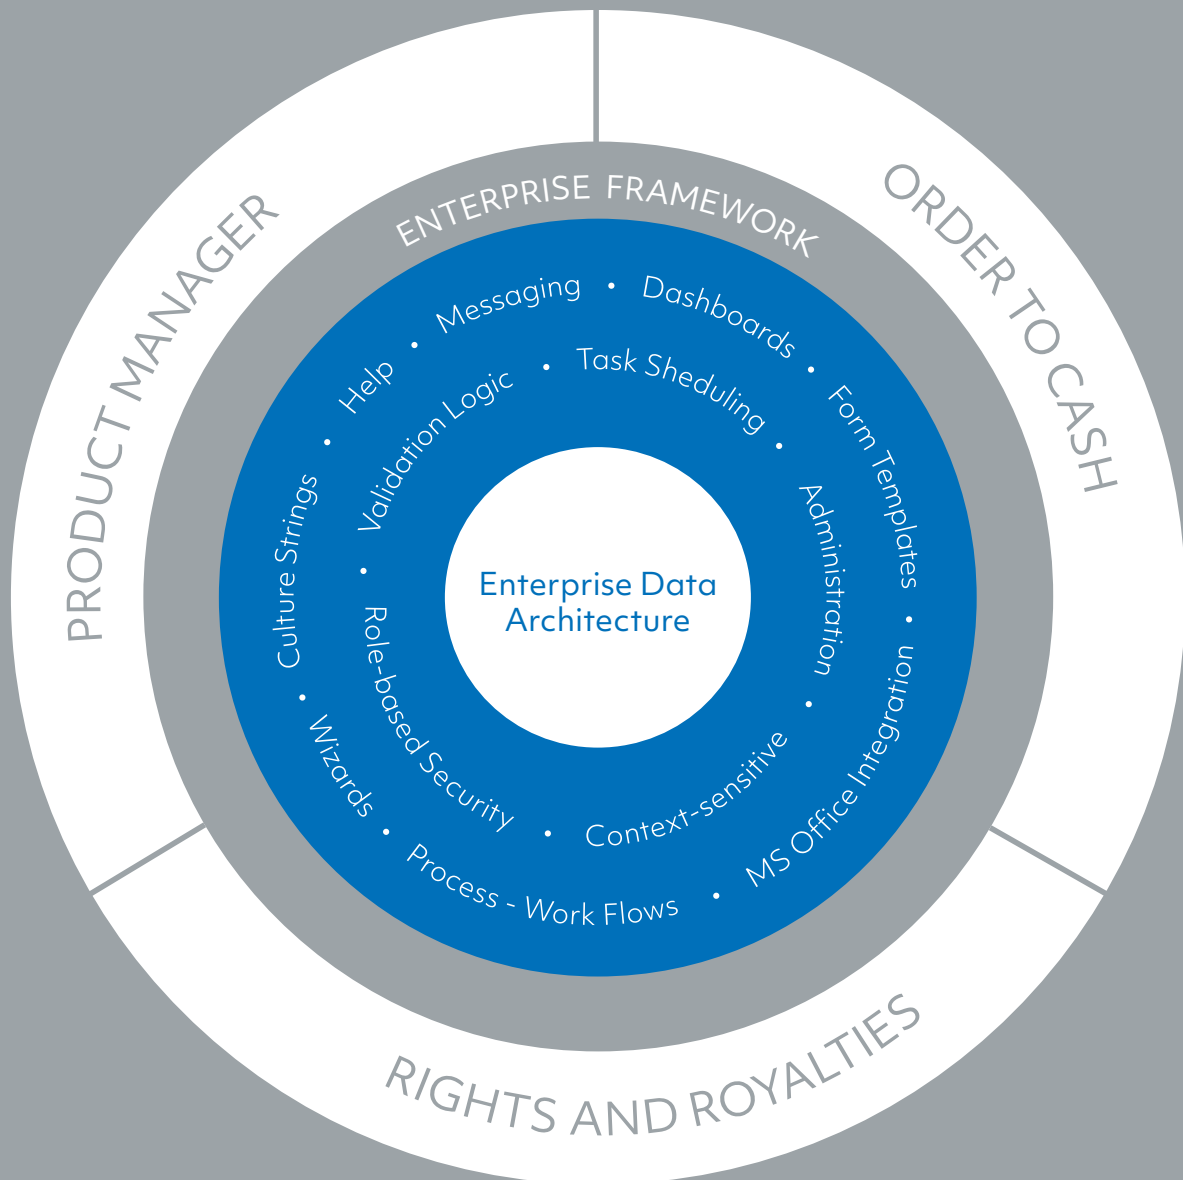 PRODUCT MANAGER
ORDER TO CASH
RIGHTS AND ROYALTIES
ENTERPRISE FRAMEWORK
Culture Strings • Help • Messaging • Dashboards • Form Templates • MS Office Integration • Process - Work Flows • Wizards •
Validation Logic • Task Sheduling • Administration • Context-sensitive • Role-based Security •
Enterprise Data
Architecture